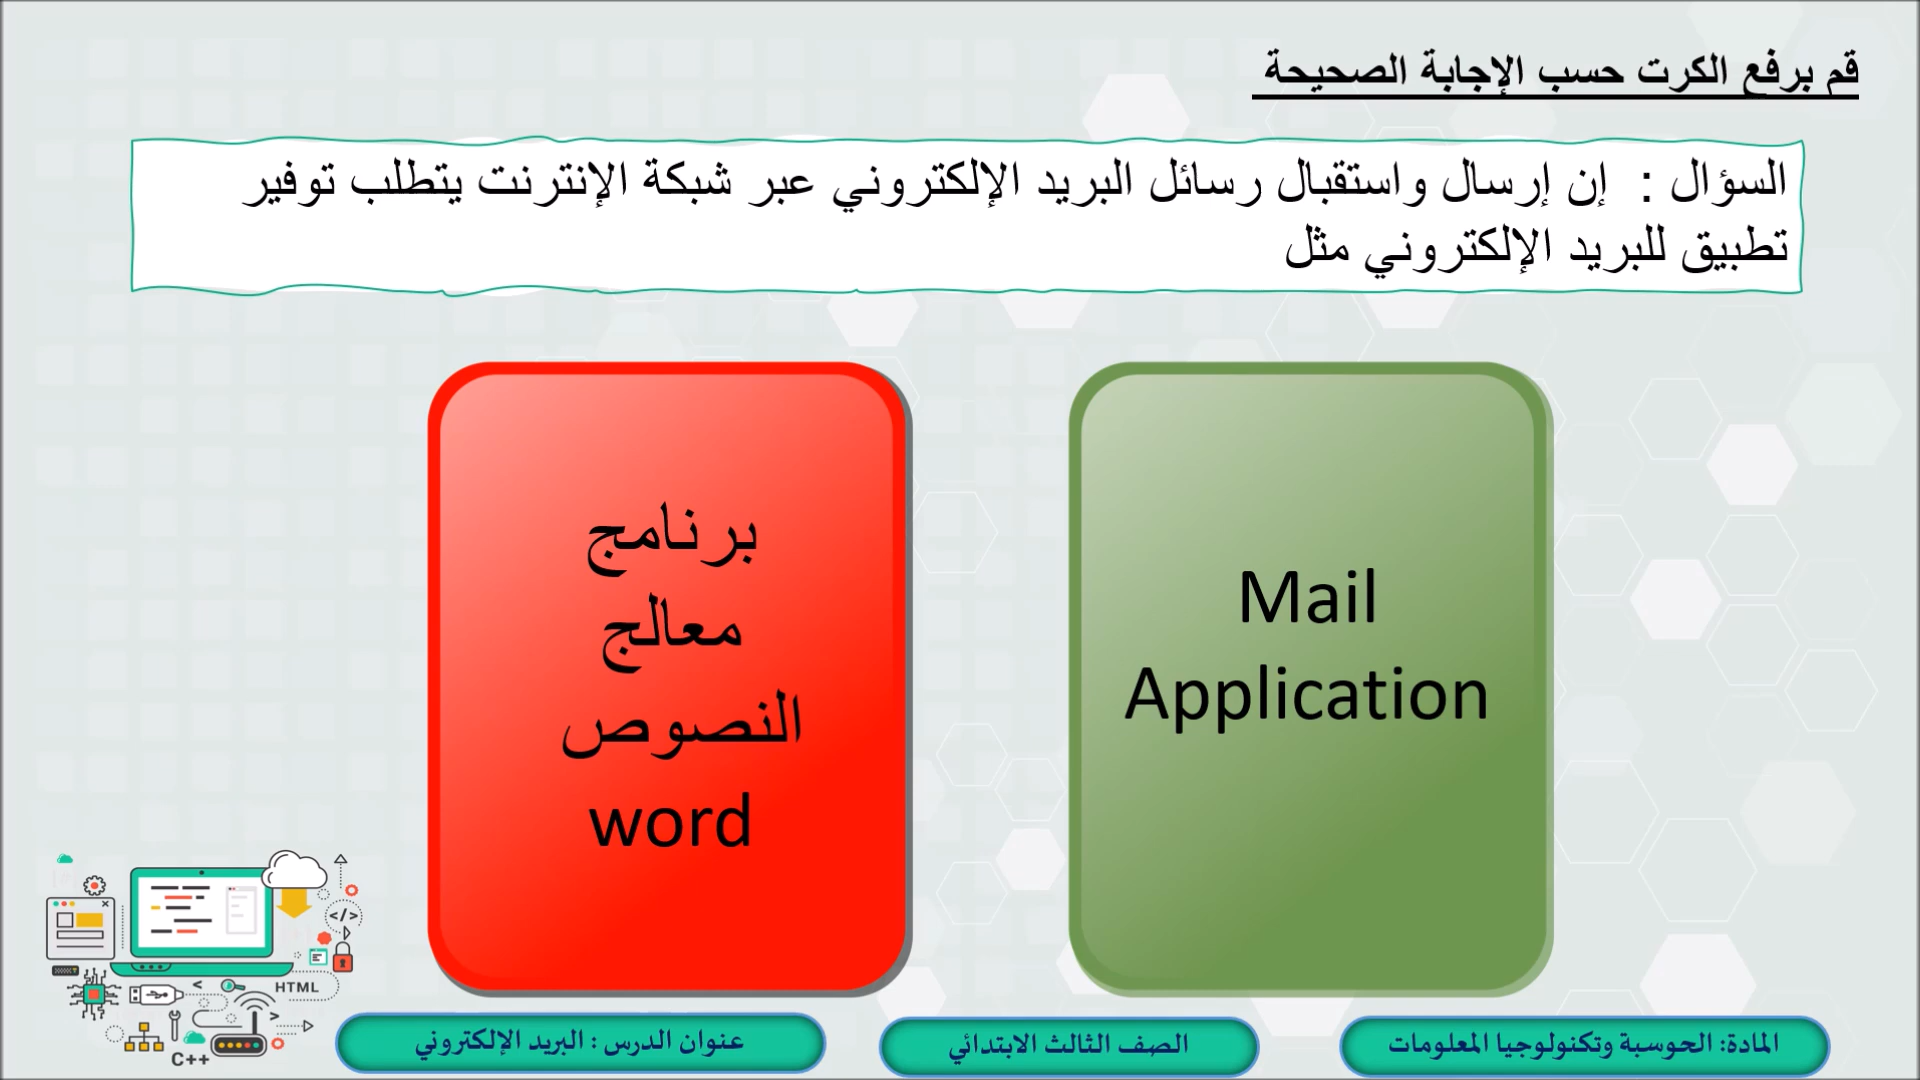 قم برفع الكرت حسب الإجابة الصحيحة
السؤال : إن إرسال واستقبال رسائل البريد الإلكتروني عبر شبكة الإنترنت يتطلب توفير
تطبيق للبريد الإلكتروني مثل
Mail
Application
برنامج
معالج
النصوص
word
</>
HTML
C++
المادة: الحوسبة وتكنولوجيا المعلومات
الصف الثالث الابتدائي
عنوان الدرس : البريد الإلكتروني